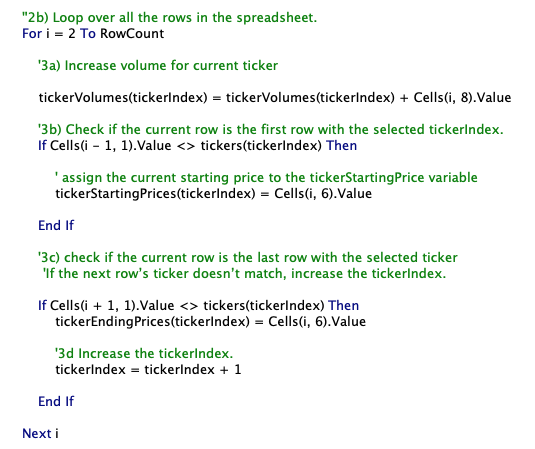 "2b) Loop over all the rows in the spreadsheet.
For i = 2 To RowCount
'3a) Increase volume for current ticker
tickerVolumes(tickerIndex) = tickerVolumes(tickerIndex) + Cells(i, 8).Value
'3b) Check if the current row is the first row with the selected tickerIndex.
If Cells(i - 1, 1).Value <> tickers(tickerIndex) Then
' assign the current starting price to the tickerStartingPrice variable
tickerStartingPrices(tickerIndex) = Cells(i, 6).Value
End If
'3c) check if the current row is the last row with the selected ticker
'If the next row's ticker doesn't match, increase the tickerIndex.
If Cells(i + 1, 1).Value <> tickers(tickerIndex) Then
tickerEndingPrices(tickerIndex) = Cells(i, 6).Value
'3d Increase the tickerIndex.
tickerIndex = tickerIndex + 1
End If
Next i